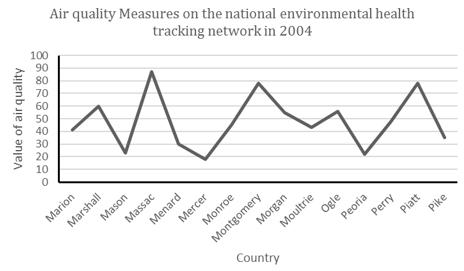 Air quality Measures on the national environmental health
tracking network in 2004
Value of air quality
100
90
80
70
60
50
40
30
20
10
0
Marion
Marshall
Mason
Massac
Menard
Mercer
Monroe
Montgomery
Morgan
Moultrie
Ogle
Peoria
Perry
Piatt
Pike
Country